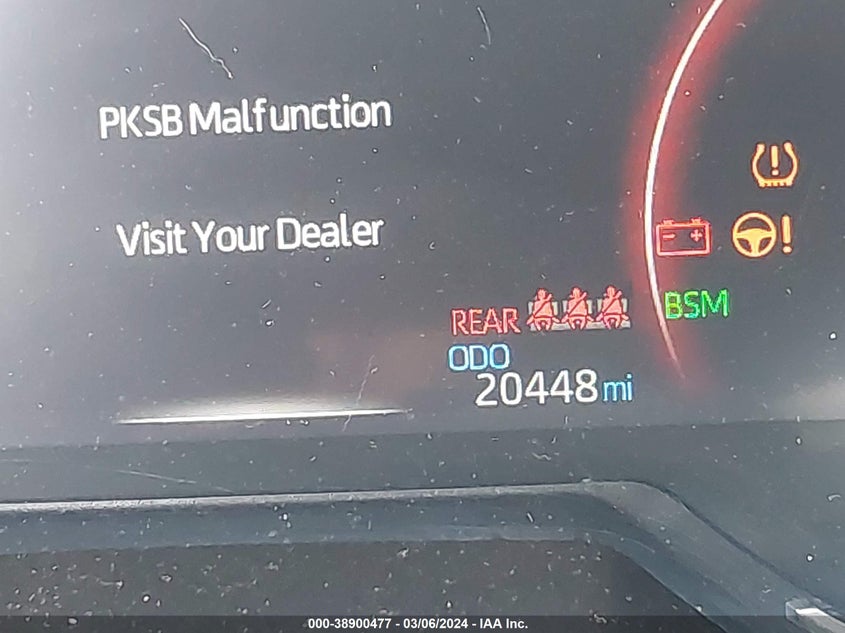 PKSB Malfunction
Visit Your Dealer
REAR
BSM
ODO
20448 mi
000-38900477 - 03/06/2024 - IAA Inc.